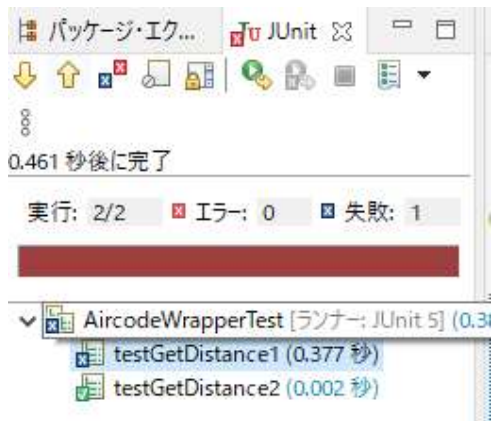 パッケージ・エク... JUnit
0.461 秒後に完了
実行: 2/2 エラー: 0 失敗: 1
AircodeWrapperTest [ランナー: JUnit 5] (0.38
testGetDistance1 (0.377 秒)
testGetDistance2 (0.002 秒)